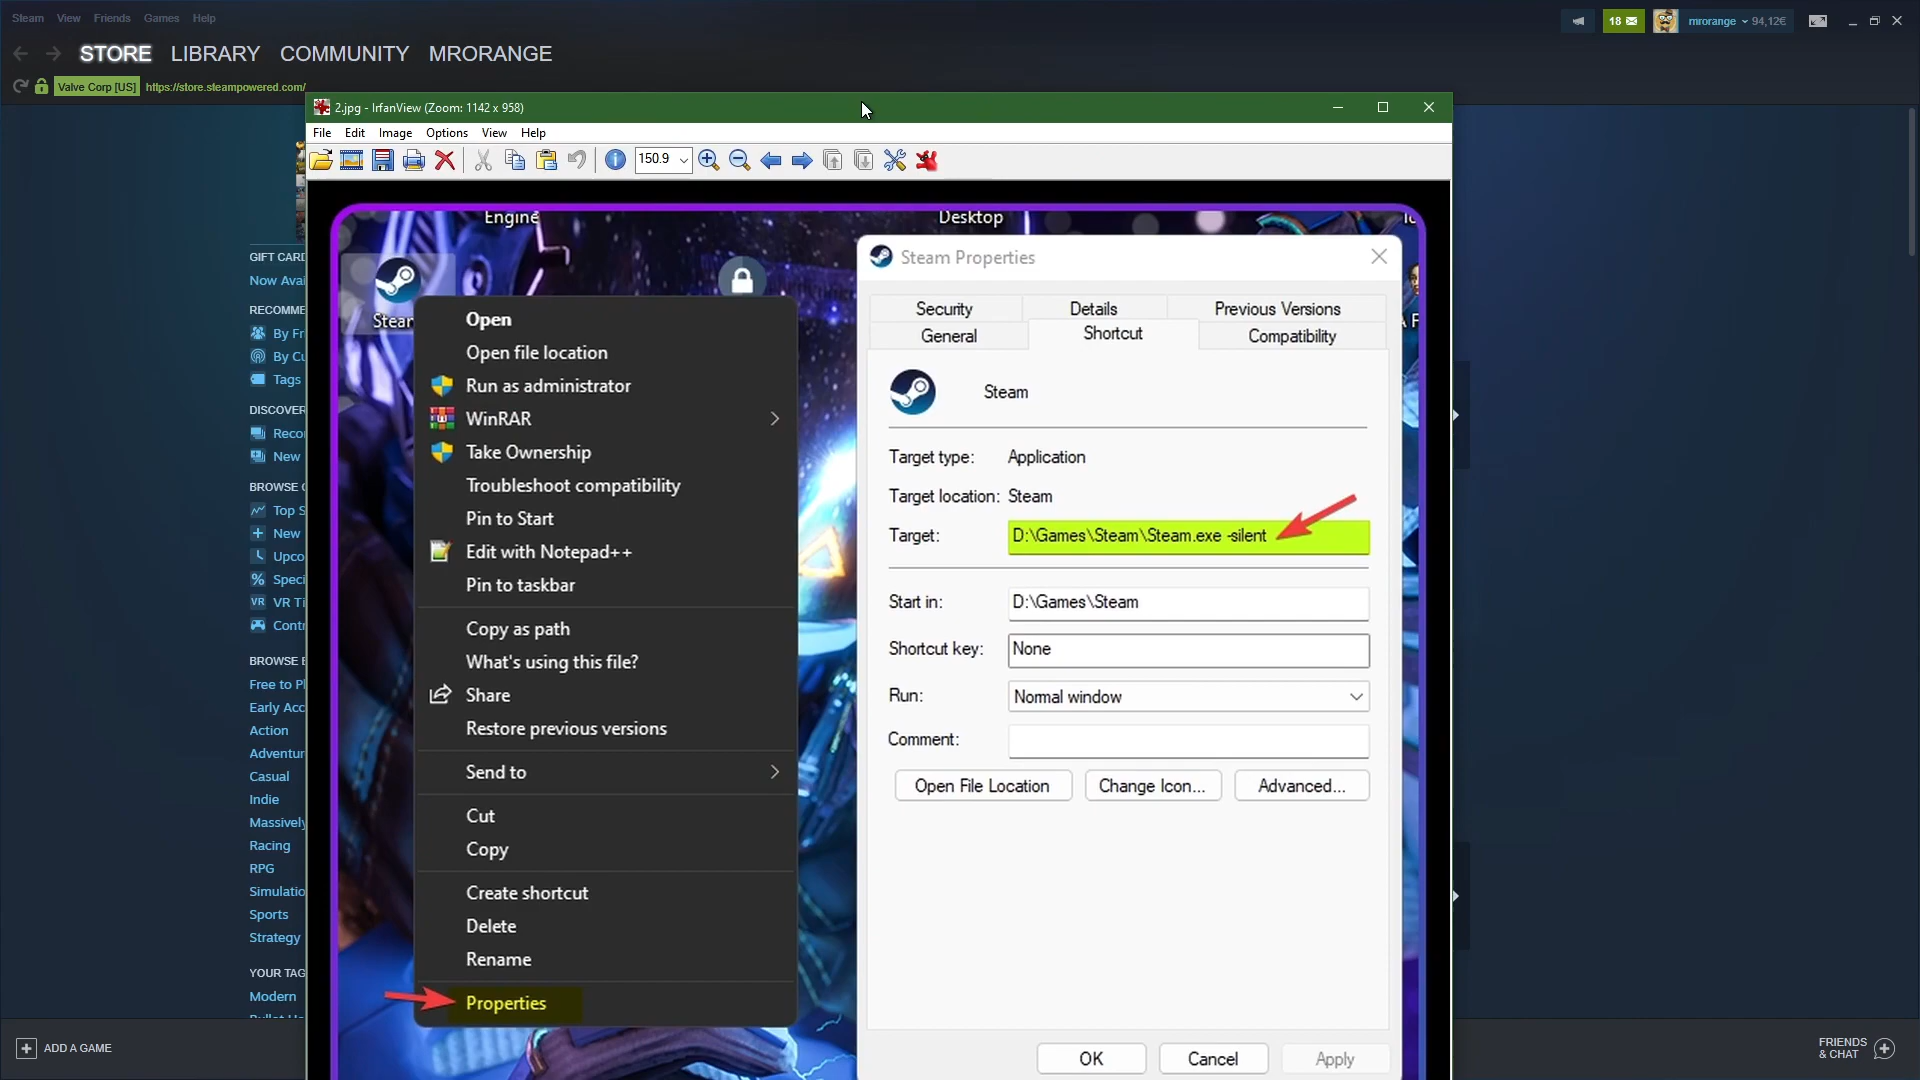 Steam View Friends Games Help
18
mrorange
94,12€
STORE LIBRARY COMMUNITY MRORANGE
Valve Corp [US] https://store.steampowered.com/
2.jpg - IrfanView (Zoom: 1142 x 958)
File Edit Image Options View Help
150.9
GIFT CARD
Now Avai
RECOMME
By Fr
By Cu
Tags
DISCOVER
Reco
New
BROWSE C
Top S
New
Upco
Speci
VR VR Ti
Contr
BROWSE B
Free to Pl
Early Acc
Action
Adventur
Casual
Indie
Massively
Racing
RPG
Simulatio
Sports
Strategy
YOUR TAG
Modern
Engine
Desktop
Steam
Open
Open file location
Run as administrator
WinRAR
Take Ownership
Troubleshoot compatibility
Pin to Start
Edit with Notepad++
Pin to taskbar
Copy as path
What's using this file?
Share
Restore previous versions
Send to
Cut
Copy
Create shortcut
Delete
Rename
Properties
Steam Properties
Security Details Previous Versions
General Shortcut Compatibility
Steam
Target type: Application
Target location: Steam
Target: D:\Games\Steam\Steam.exe -silent
Start in: D:\Games\Steam
Shortcut key: None
Run: Normal window
Comment:
Open File Location Change Icon... Advanced...
OK Cancel Apply
ADD A GAME
FRIENDS
& CHAT